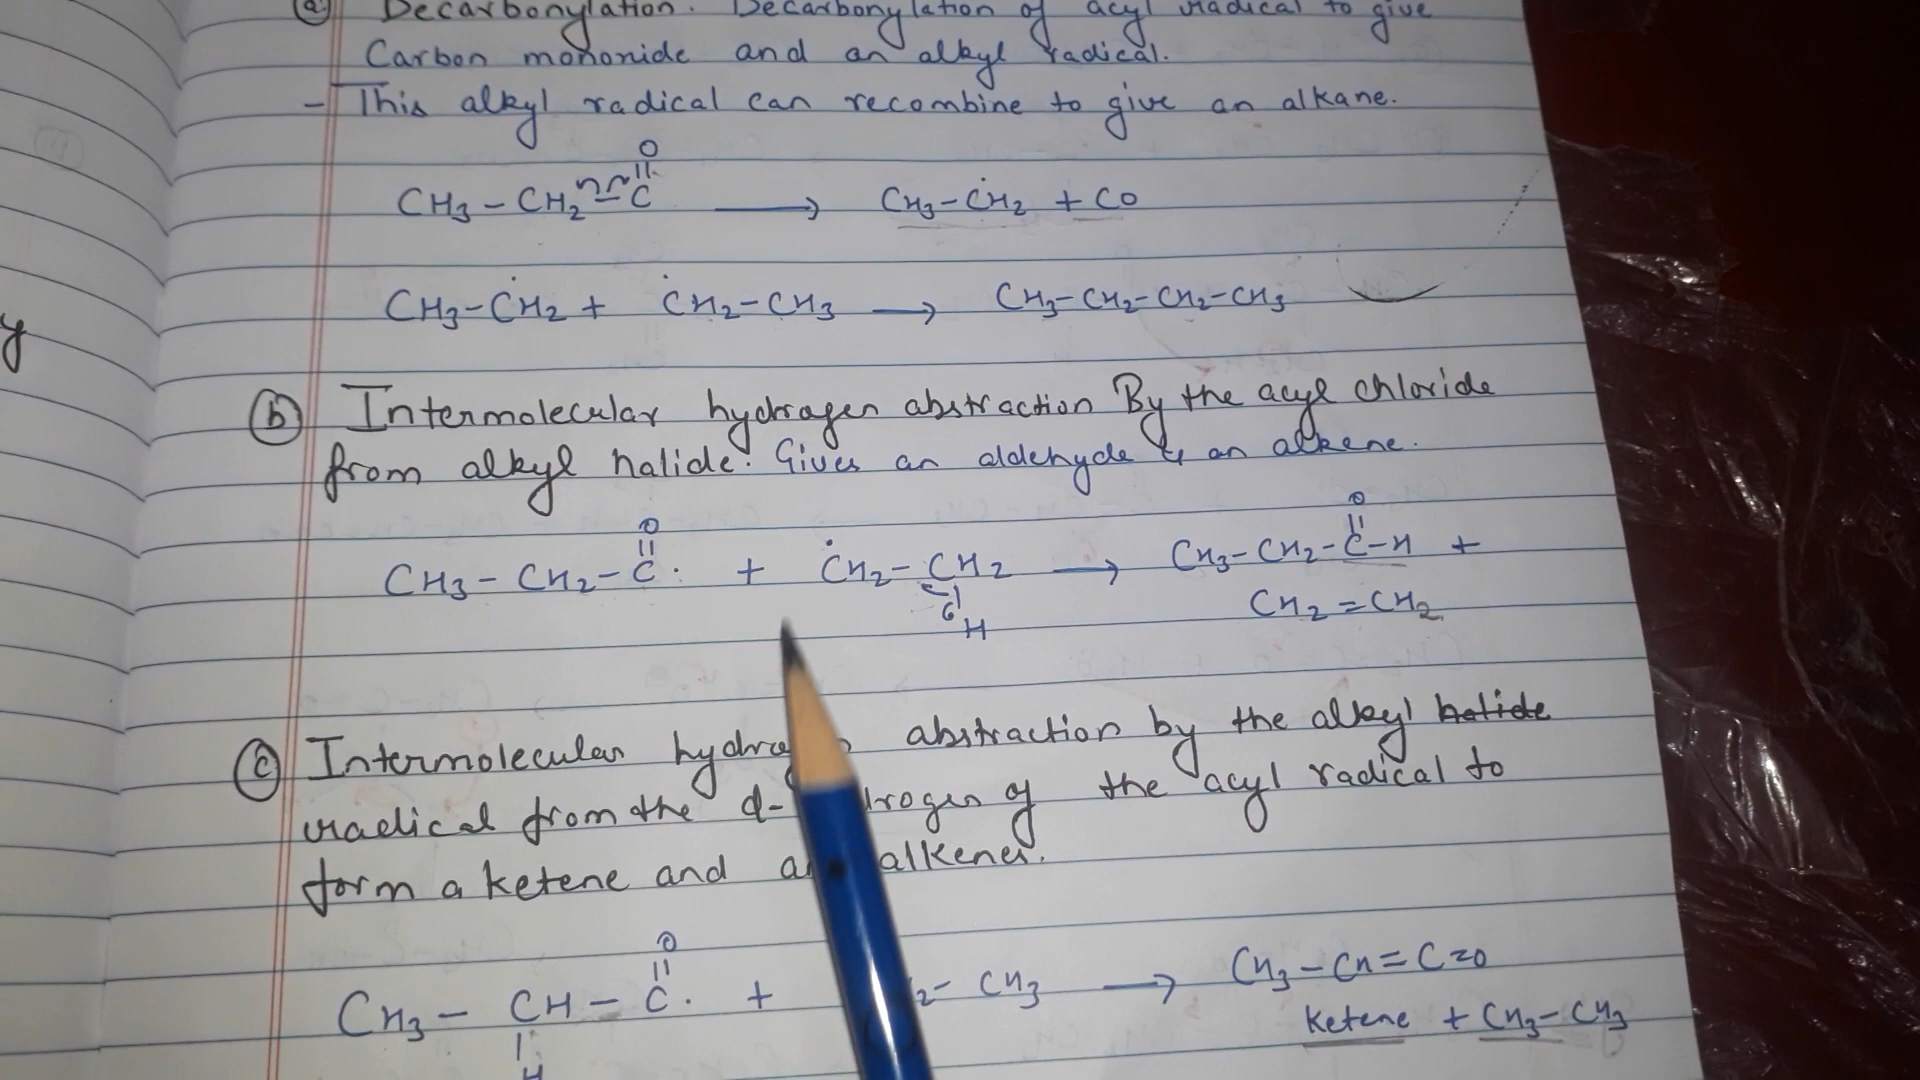 (a) Decarbonylation. Decarbonylation of acyl radical to give
Carbon monoxide and an alkyl radical.
- This alkyl radical can recombine to give an alkane.
O
||
CH3 - CH2 - C → CH3-ĊH2 + CO
CH3-ĊH2 + ĊH2-CH3 → CH3-CH2-CH2-CH3
(b) Intermolecular hydrogen abstraction By the acyl chloride
from alkyl halide. Gives an aldehyde & an alkene.
O O
|| ||
CH3 - CH2 - C· + ĊH2 - CH2 → CH3-CH2-C-H +
| CH2=CH2
H
(c) Intermolecular abstraction by the alkyl halide
radical from the of the acyl radical to
form a ketene and alkene.
O
||
CH3 - CH - C· + 2- CH3 → CH3-CH=C=O
| Ketene + CH3-CH3
H
y